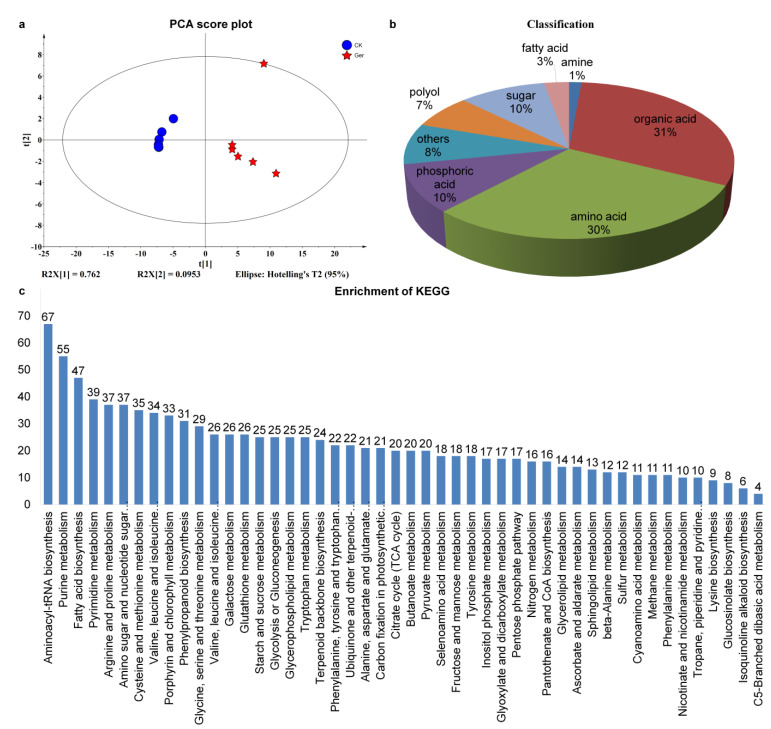 a
PCA score plot
CK
Ger
8
6
4
2
0
-2
-4
-6
-8
-10
t[2]
-25
-20
-15
-10
-5
0
5
10
15
20
25
t[1]
R2X[1] = 0.762
R2X[2] = 0.0953
Ellipse: Hotelling's T2 (95%)
b
Classification
fatty acid
3%
amine
1%
sugar
10%
polyol
7%
organic acid
31%
others
8%
phosphoric
acid
10%
amino acid
30%
c
Enrichment of KEGG
70
60
50
40
30
20
10
0
67
55
47
39
37
37
35
34
33
31
29
26
26
26
25
25
25
25
24
22
22
21
21
20
20
20
18
18
18
17
17
17
16
16
14
14
13
12
12
11
11
11
10
10
9
8
6
4
Aminoacyl-tRNA biosynthesis
Purine metabolism
Fatty acid biosynthesis
Pyrimidine metabolism
Arginine and proline metabolism
Amino sugar and nucleotide sugar…
Cysteine and methionine metabolism
Valine, leucine and isoleucine…
Porphyrin and chlorophyll metabolism
Phenylpropanoid biosynthesis
Glycine, serine and threonine metabolism
Valine, leucine and isoleucine…
Galactose metabolism
Glutathione metabolism
Starch and sucrose metabolism
Glycolysis or Gluconeogenesis
Glycerophospholipid metabolism
Tryptophan metabolism
Terpenoid backbone biosynthesis
Phenylalanine, tyrosine and tryptophan…
Ubiquinone and other terpenoid-…
Alanine, aspartate and glutamate…
Carbon fixation in photosynthetic…
Citrate cycle (TCA cycle)
Butanoate metabolism
Pyruvate metabolism
Selenoamino acid metabolism
Fructose and mannose metabolism
Tyrosine metabolism
Inositol phosphate metabolism
Glyoxylate and dicarboxylate metabolism
Pentose phosphate pathway
Nitrogen metabolism
Pantothenate and CoA biosynthesis
Glycerolipid metabolism
Ascorbate and aldarate metabolism
Sphingolipid metabolism
beta-Alanine metabolism
Sulfur metabolism
Cyanoamino acid metabolism
Methane metabolism
Phenylalanine metabolism
Nicotinate and nicotinamide metabolism
Tropane, piperidine and pyridine…
Lysine biosynthesis
Glucosinolate biosynthesis
Isoquinoline alkaloid biosynthesis
C5-Branched dibasic acid metabolism